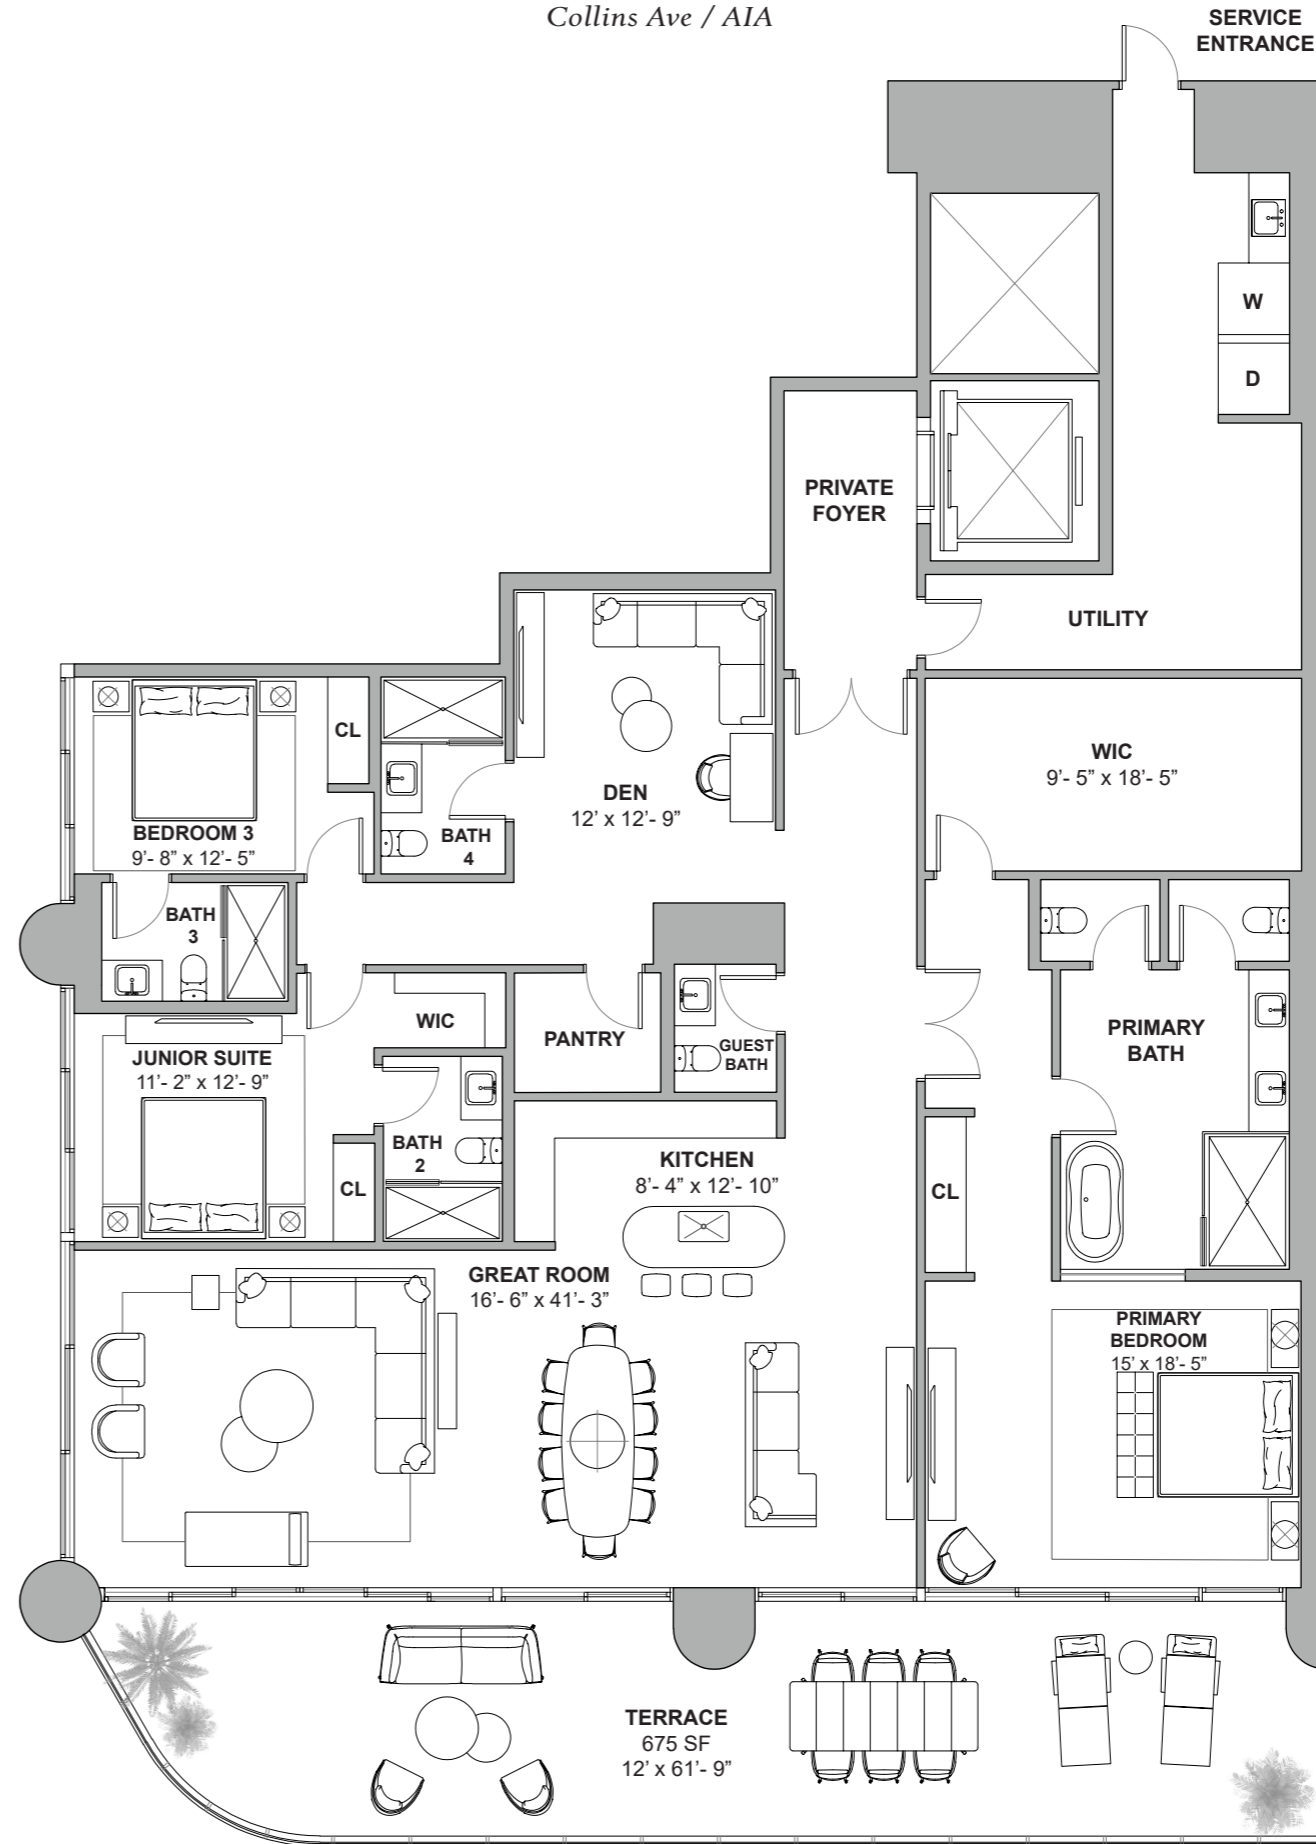 Collins Ave / AIA
SERVICE
ENTRANCE
W
D
PRIVATE
FOYER
UTILITY
CL
WIC
9'- 5” x 18'- 5”
DEN
12’ x 12’- 9”
BEDROOM 3
9’- 8” x 12’- 5”
BATH
4
BATH
3
WIC
PANTRY
GUEST
BATH
PRIMARY
BATH
JUNIOR SUITE
11’- 2” x 12’- 9”
BATH
2
CL
KITCHEN
8’- 4” x 12’- 10”
CL
GREAT ROOM
16’- 6” x 41’- 3”
PRIMARY
BEDROOM
15’ x 18’- 5”
TERRACE
675 SF
12’ x 61’- 9”